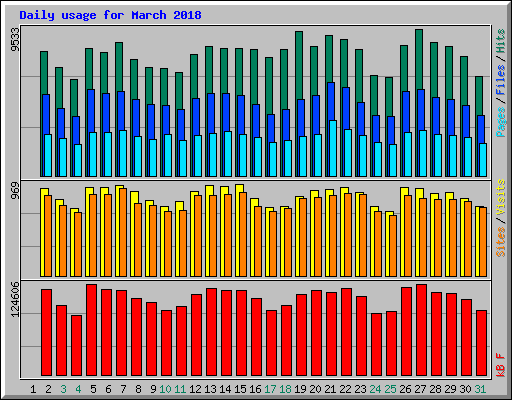 Daily usage for March 2018
9533
Pages / Files / Hits
969
Sites / Visits
124606
kB F
1 2 3 4 5 6 7 8 9 10 11 12 13 14 15 16 17 18 19 20 21 22 23 24 25 26 27 28 29 30 31